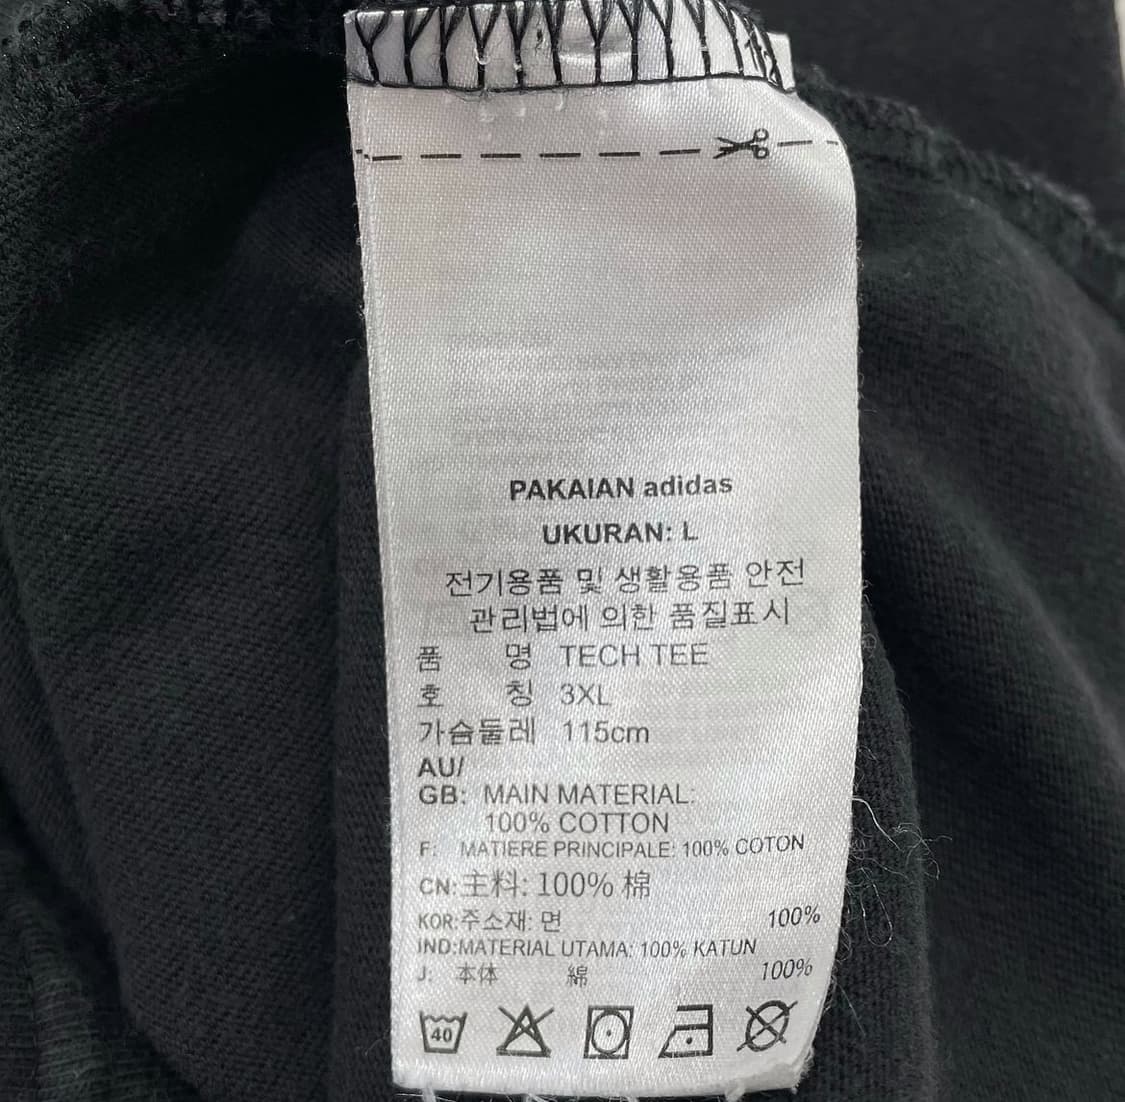 PAKAIAN adidas
UKURAN: L
전기용품 및 생활용품 안전
관리법에 의한 품질표시
품 명 TECH TEE
호 칭 3XL
가슴둘레 115cm
AU/
GB: MAIN MATERIAL:
100% COTTON
F: MATIERE PRINCIPALE: 100% COTON
CN: 主料: 100% 棉
KOR:주소재: 면 100%
IND:MATERIAL UTAMA: 100% KATUN
J: 本体 綿 100%
40